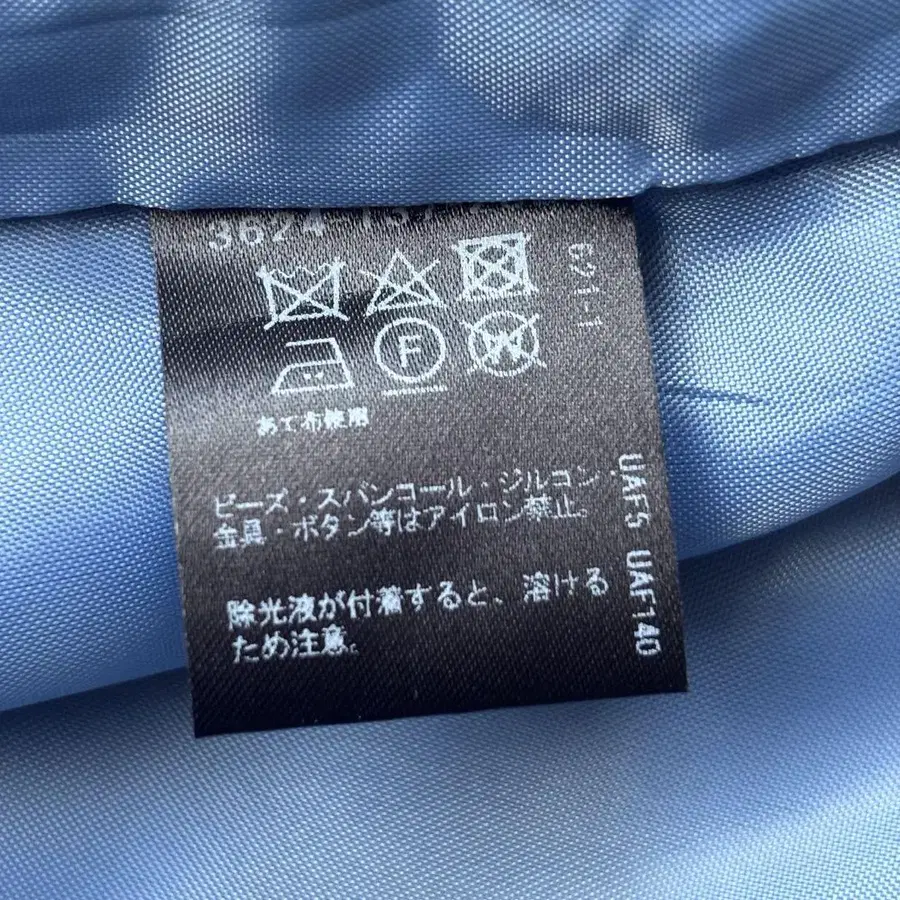 3624
F
W
あて布使用
ビーズ・スパンコール・ジルコン・
金具・ボタン等はアイロン禁止。
除光液が付着すると、溶ける
ため注意。
UAF5 UAF140